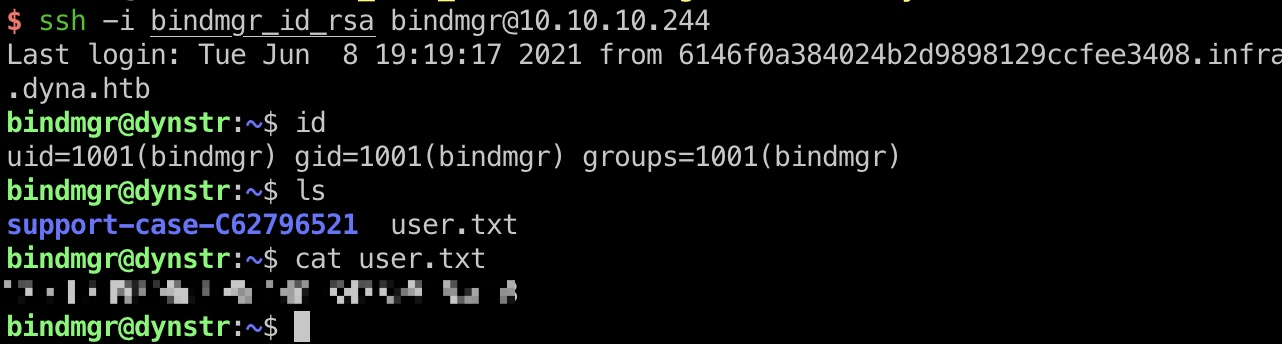 $ ssh -i bindmgr_id_rsa bindmgr@10.10.10.244
Last login: Tue Jun  8 19:19:17 2021 from 6146f0a384024b2d9898129ccfee3408.infra
.dyna.htb
bindmgr@dynstr:~$ id
uid=1001(bindmgr) gid=1001(bindmgr) groups=1001(bindmgr)
bindmgr@dynstr:~$ ls
support-case-C62796521  user.txt
bindmgr@dynstr:~$ cat user.txt
bindmgr@dynstr:~$